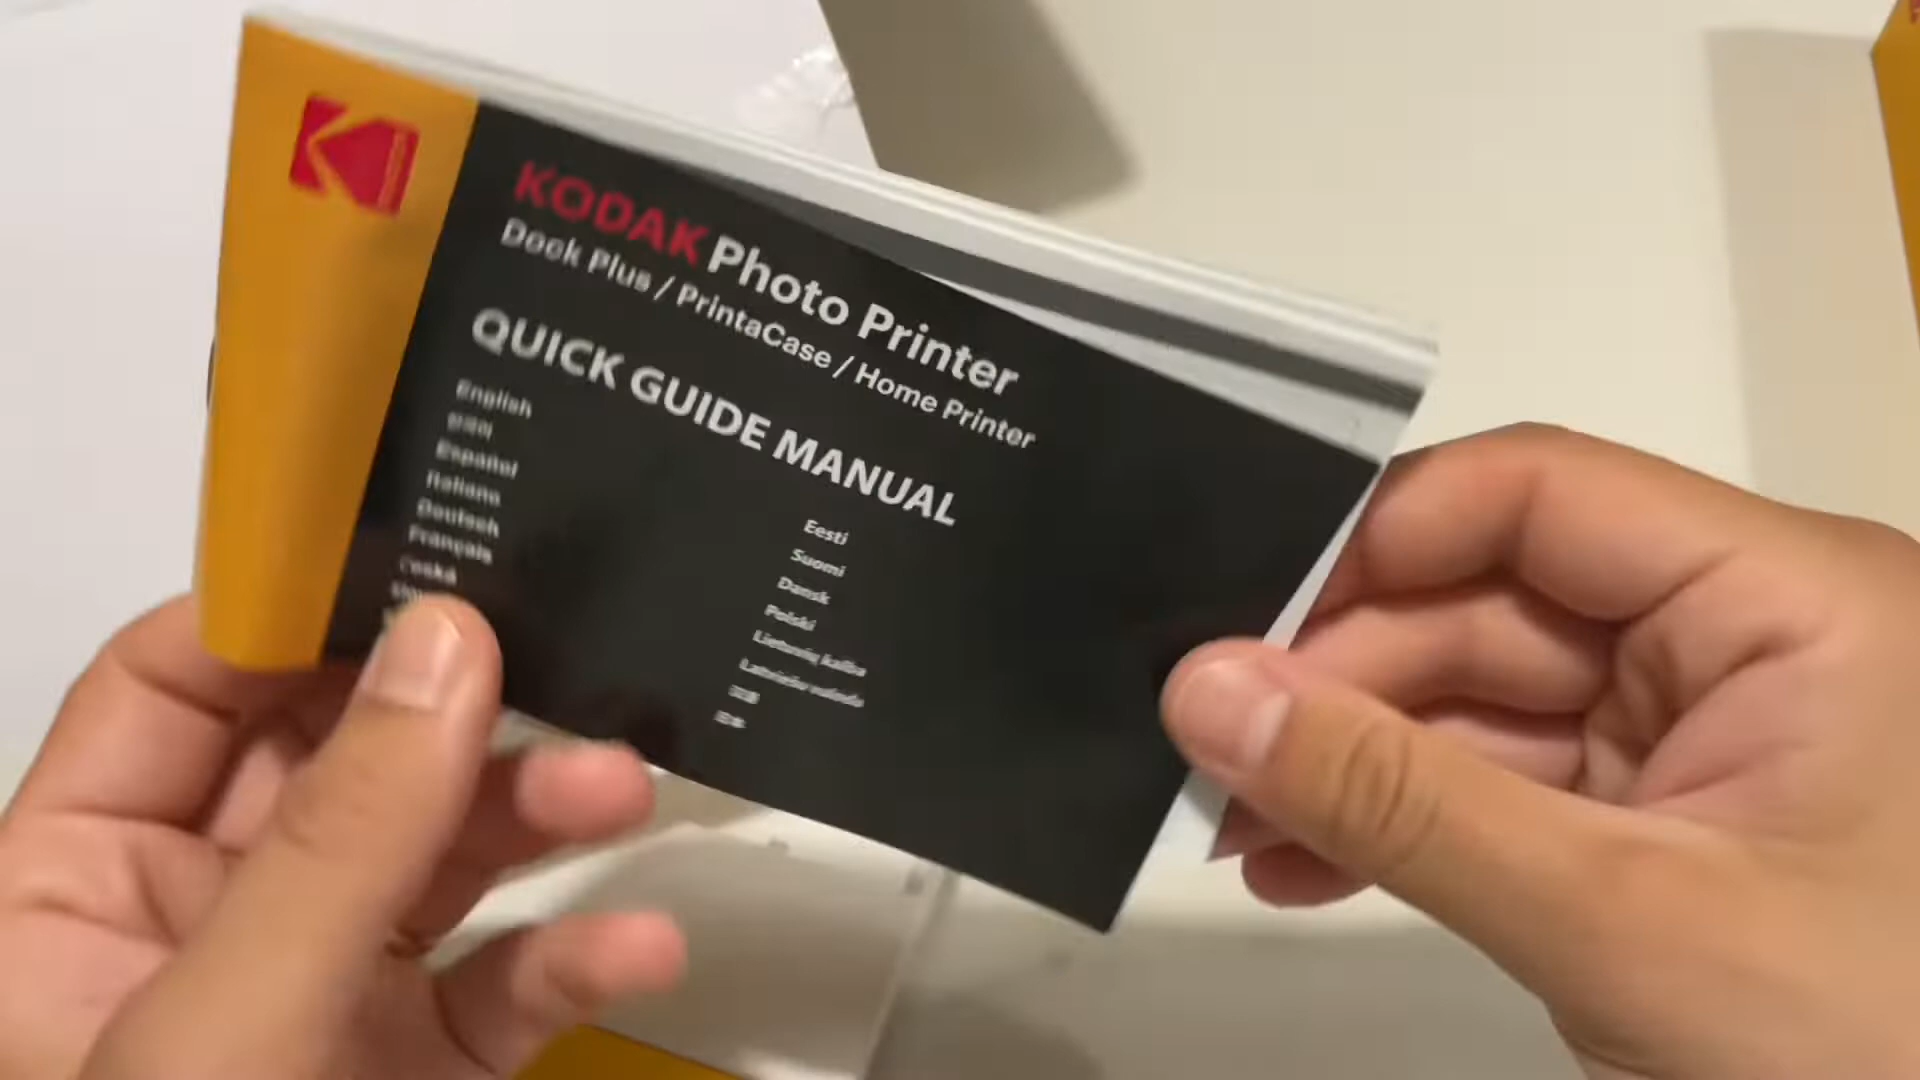 KODAK Photo Printer
Dock Plus / PrintaCase / Home Printer
QUICK GUIDE MANUAL
English
Español
Italiano
Deutsch
Français
Eesti
Suomi
Dansk
Polski
Lietuvių kalba
Latviešu valoda